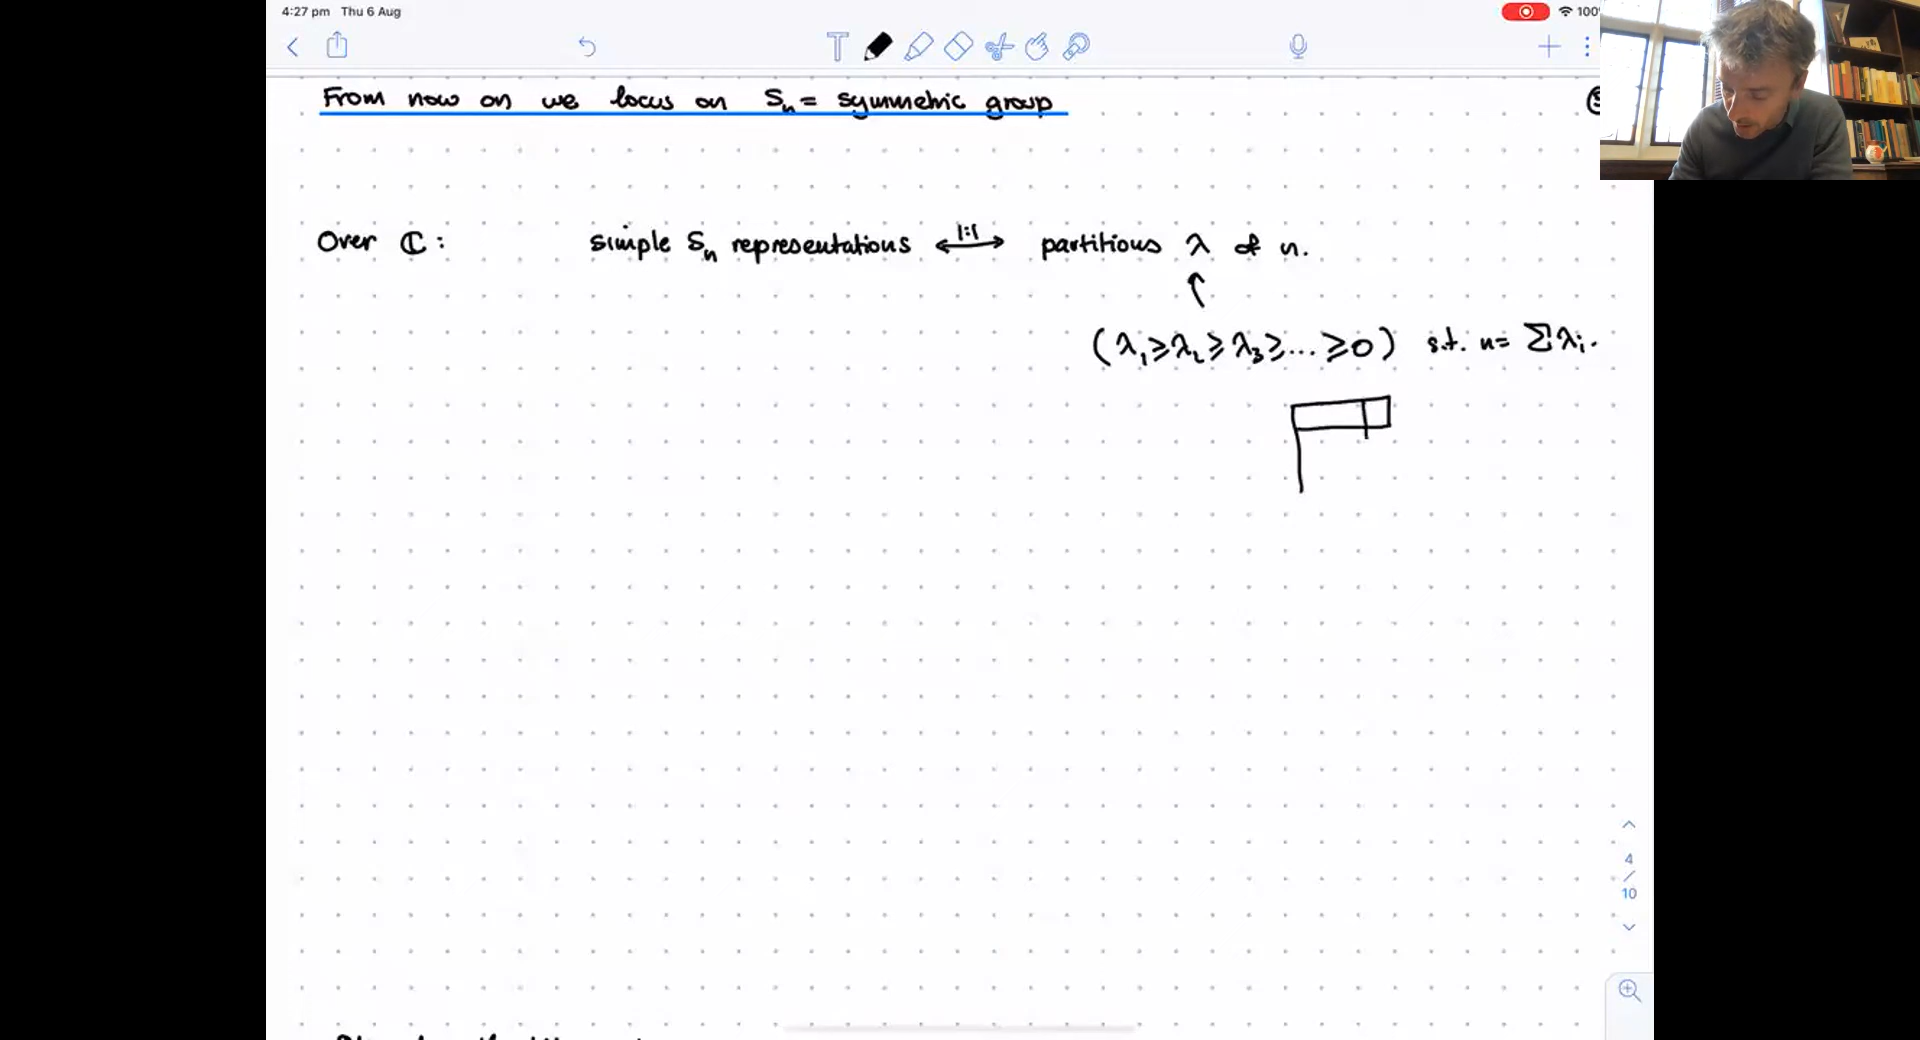 4:27 pm Thu 6 Aug
100
T
From now on we focus on Sₙ = symmetric group
Over ℂ: simple Sₙ representations ⟷ 1:1 partitions λ of n.
(λ₁ ≥ λ₂ ≥ λ₃ ≥ ... ≥ 0) s.t. n = Σλᵢ.
4
/
10